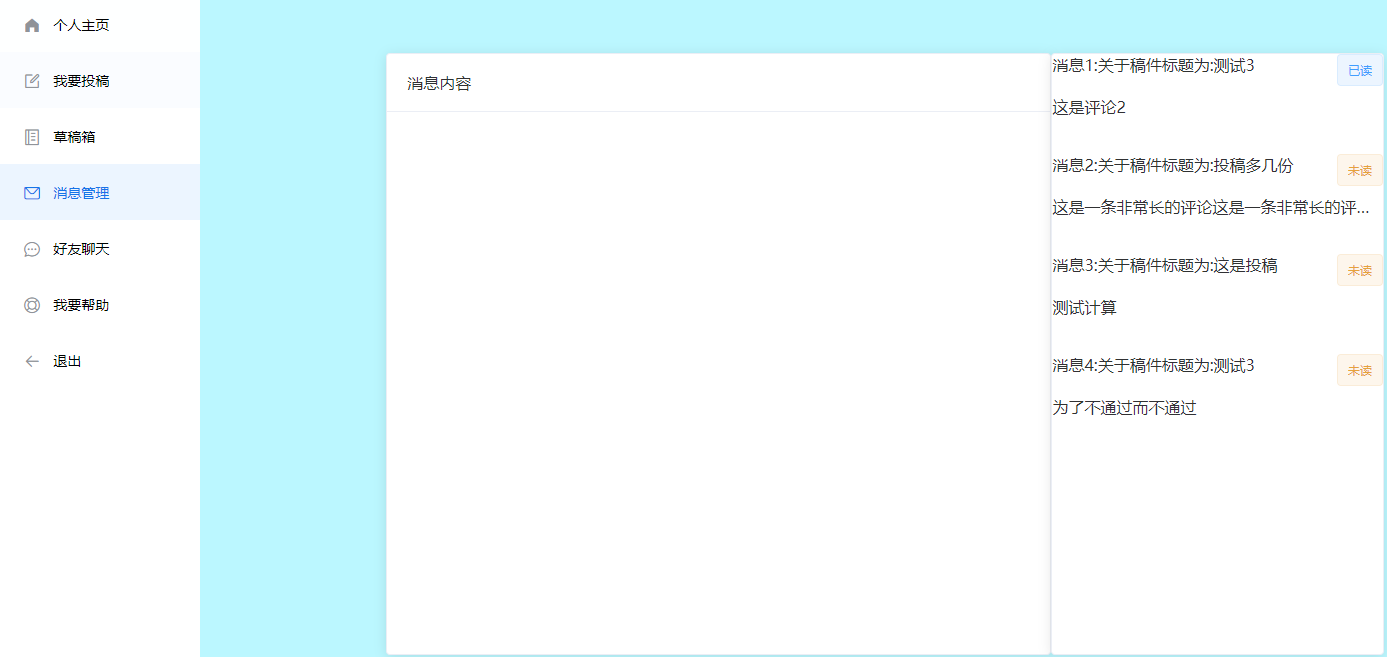 个人主页
我要投稿
草稿箱
消息管理
好友聊天
我要帮助
退出
消息内容
消息1:关于稿件标题为:测试3
已读
这是评论2
消息2:关于稿件标题为:投稿多几份
未读
这是一条非常长的评论这是一条非常长的评...
消息3:关于稿件标题为:这是投稿
未读
测试计算
消息4:关于稿件标题为:测试3
未读
为了不通过而不通过